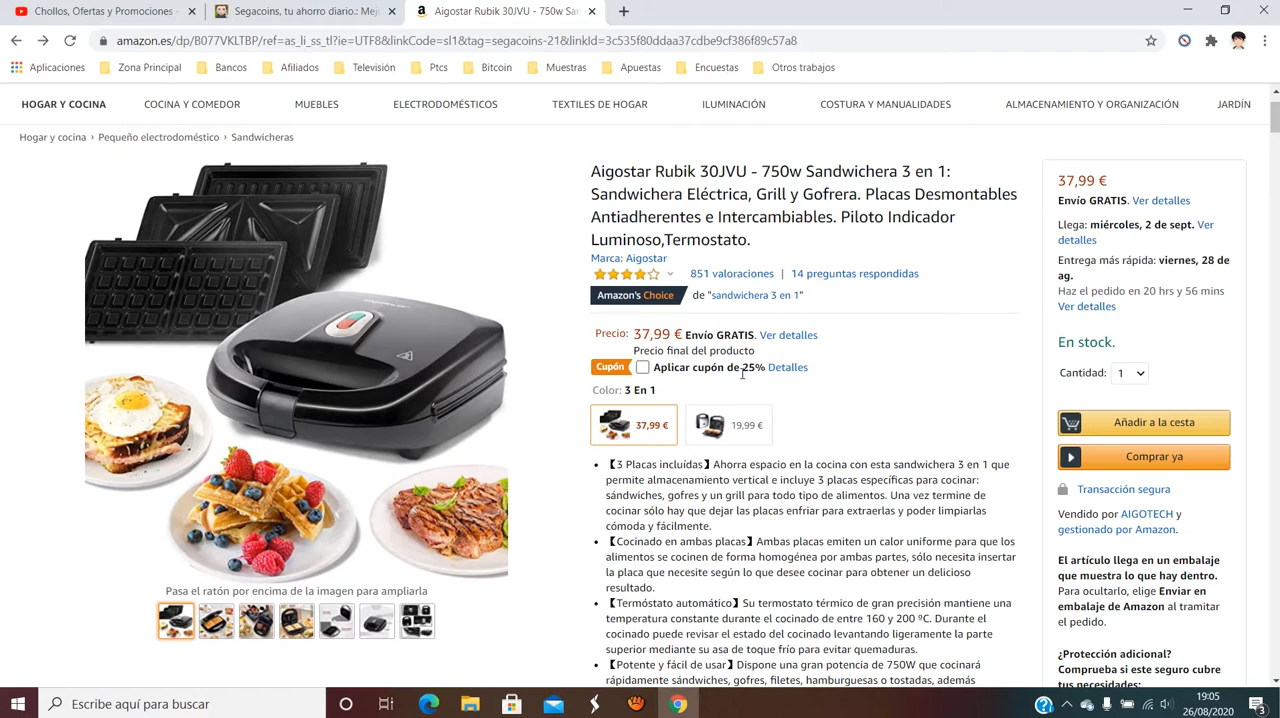 Chollos, Ofertas y Promociones -
Segacoins, tu ahorro diario.: Mej
Aigostar Rubik 30JVU - 750w San
amazon.es/dp/B077VKLTBP/ref=as_li_ss_tl?ie=UTF8&linkCode=sl1&tag=segacoins-21&linkId=3c535f80ddaa37cdbe9cf386f89c57a8
Aplicaciones Zona Principal Bancos Afiliados Televisión Ptcs Bitcoin Muestras Apuestas Encuestas Otros trabajos
HOGAR Y COCINA COCINA Y COMEDOR MUEBLES ELECTRODOMÉSTICOS TEXTILES DE HOGAR ILUMINACIÓN COSTURA Y MANUALIDADES ALMACENAMIENTO Y ORGANIZACIÓN JARDÍN
Hogar y cocina › Pequeño electrodoméstico › Sandwicheras
Pasa el ratón por encima de la imagen para ampliarla
Aigostar Rubik 30JVU - 750w Sandwichera 3 en 1:
Sandwichera Eléctrica, Grill y Gofrera. Placas Desmontables
Antiadherentes e Intercambiables. Piloto Indicador
Luminoso,Termostato.
Marca: Aigostar
851 valoraciones | 14 preguntas respondidas
Amazon's Choice de "sandwichera 3 en 1"
Precio: 37,99 € Envío GRATIS. Ver detalles
Precio final del producto
Cupón Aplicar cupón de 25% Detalles
Color: 3 En 1
37,99 € 19,99 €
• 【3 Placas incluídas】Ahorra espacio en la cocina con esta sandwichera 3 en 1 que
permite almacenamiento vertical e incluye 3 placas específicas para cocinar:
sándwiches, gofres y un grill para todo tipo de alimentos. Una vez termine de
cocinar sólo hay que dejar las placas enfriar para extraerlas y poder limpiarlas
cómoda y fácilmente.
• 【Cocinado en ambas placas】Ambas placas emiten un calor uniforme para que los
alimentos se cocinen de forma homogénea por ambas partes, sólo necesita insertar
la placa que necesite según lo que desee cocinar para obtener un delicioso
resultado.
• 【Termóstato automático】Su termostato térmico de gran precisión mantiene una
temperatura constante durante el cocinado de entre 160 y 200 ºC. Durante el
cocinado puede revisar el estado del cocinado levantando ligeramente la parte
superior mediante su asa de toque frío para evitar quemaduras.
• 【Potente y fácil de usar】Dispone una gran potencia de 750W que cocinará
rápidamente sándwiches, gofres, filetes, hamburguesas o tostadas, además
37,99 €
Envío GRATIS. Ver detalles
Llega: miércoles, 2 de sept. Ver
detalles
Entrega más rápida: viernes, 28 de
ag.
Haz el pedido en 20 hrs y 56 mins
Ver detalles
En stock.
Cantidad: 1
Añadir a la cesta
Comprar ya
Transacción segura
Vendido por AIGOTECH y
gestionado por Amazon.
El artículo llega en un embalaje
que muestra lo que hay dentro.
Para ocultarlo, elige Enviar en
embalaje de Amazon al tramitar
el pedido.
¿Protección adicional?
Comprueba si este seguro cubre
tus necesidades:
Escribe aquí para buscar
19:05
26/08/2020
3